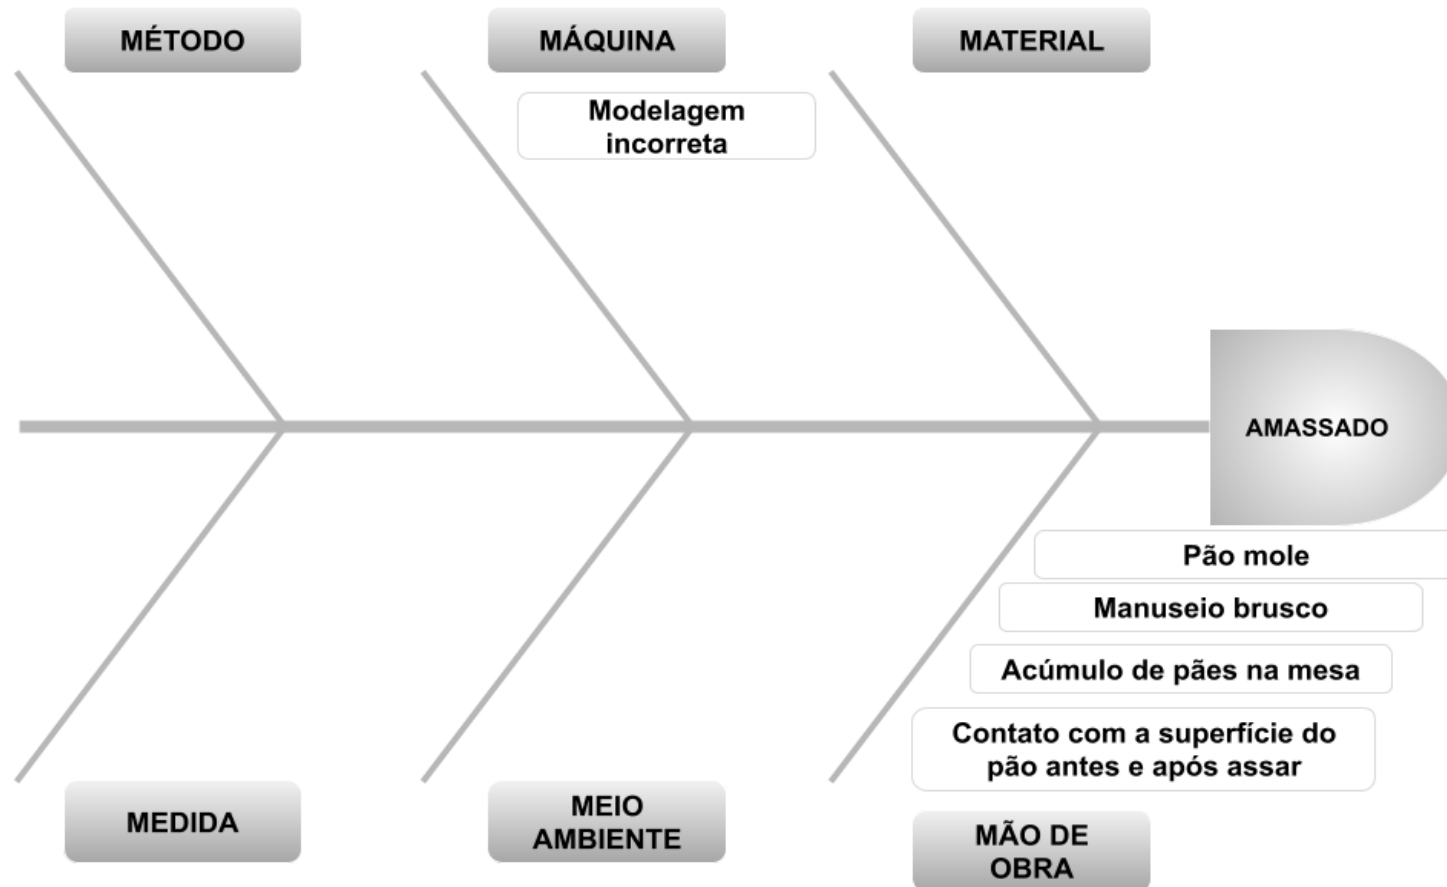 MÉTODO
MÁQUINA
MATERIAL
Modelagem
incorreta
AMASSADO
Pão mole
Manuseio brusco
Acúmulo de pães na mesa
Contato com a superfície do
pão antes e após assar
MEDIDA
MEIO
AMBIENTE
MÃO DE
OBRA